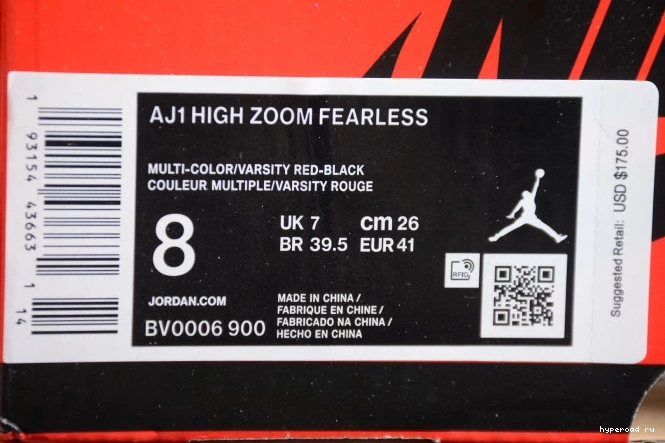 AJ1 HIGH ZOOM FEARLESS
MULTI-COLOR/VARSITY RED-BLACK
COULEUR MULTIPLE/VARSITY ROUGE
8
UK 7 cm 26
BR 39.5 EUR 41
RFID
JORDAN.COM
BV0006 900
MADE IN CHINA /
FABRIQUE EN CHINE /
FABRICADO NA CHINA /
HECHO EN CHINA
1 93154 43663 1 14
Suggested Retail: USD $175.00
hyperoad ru